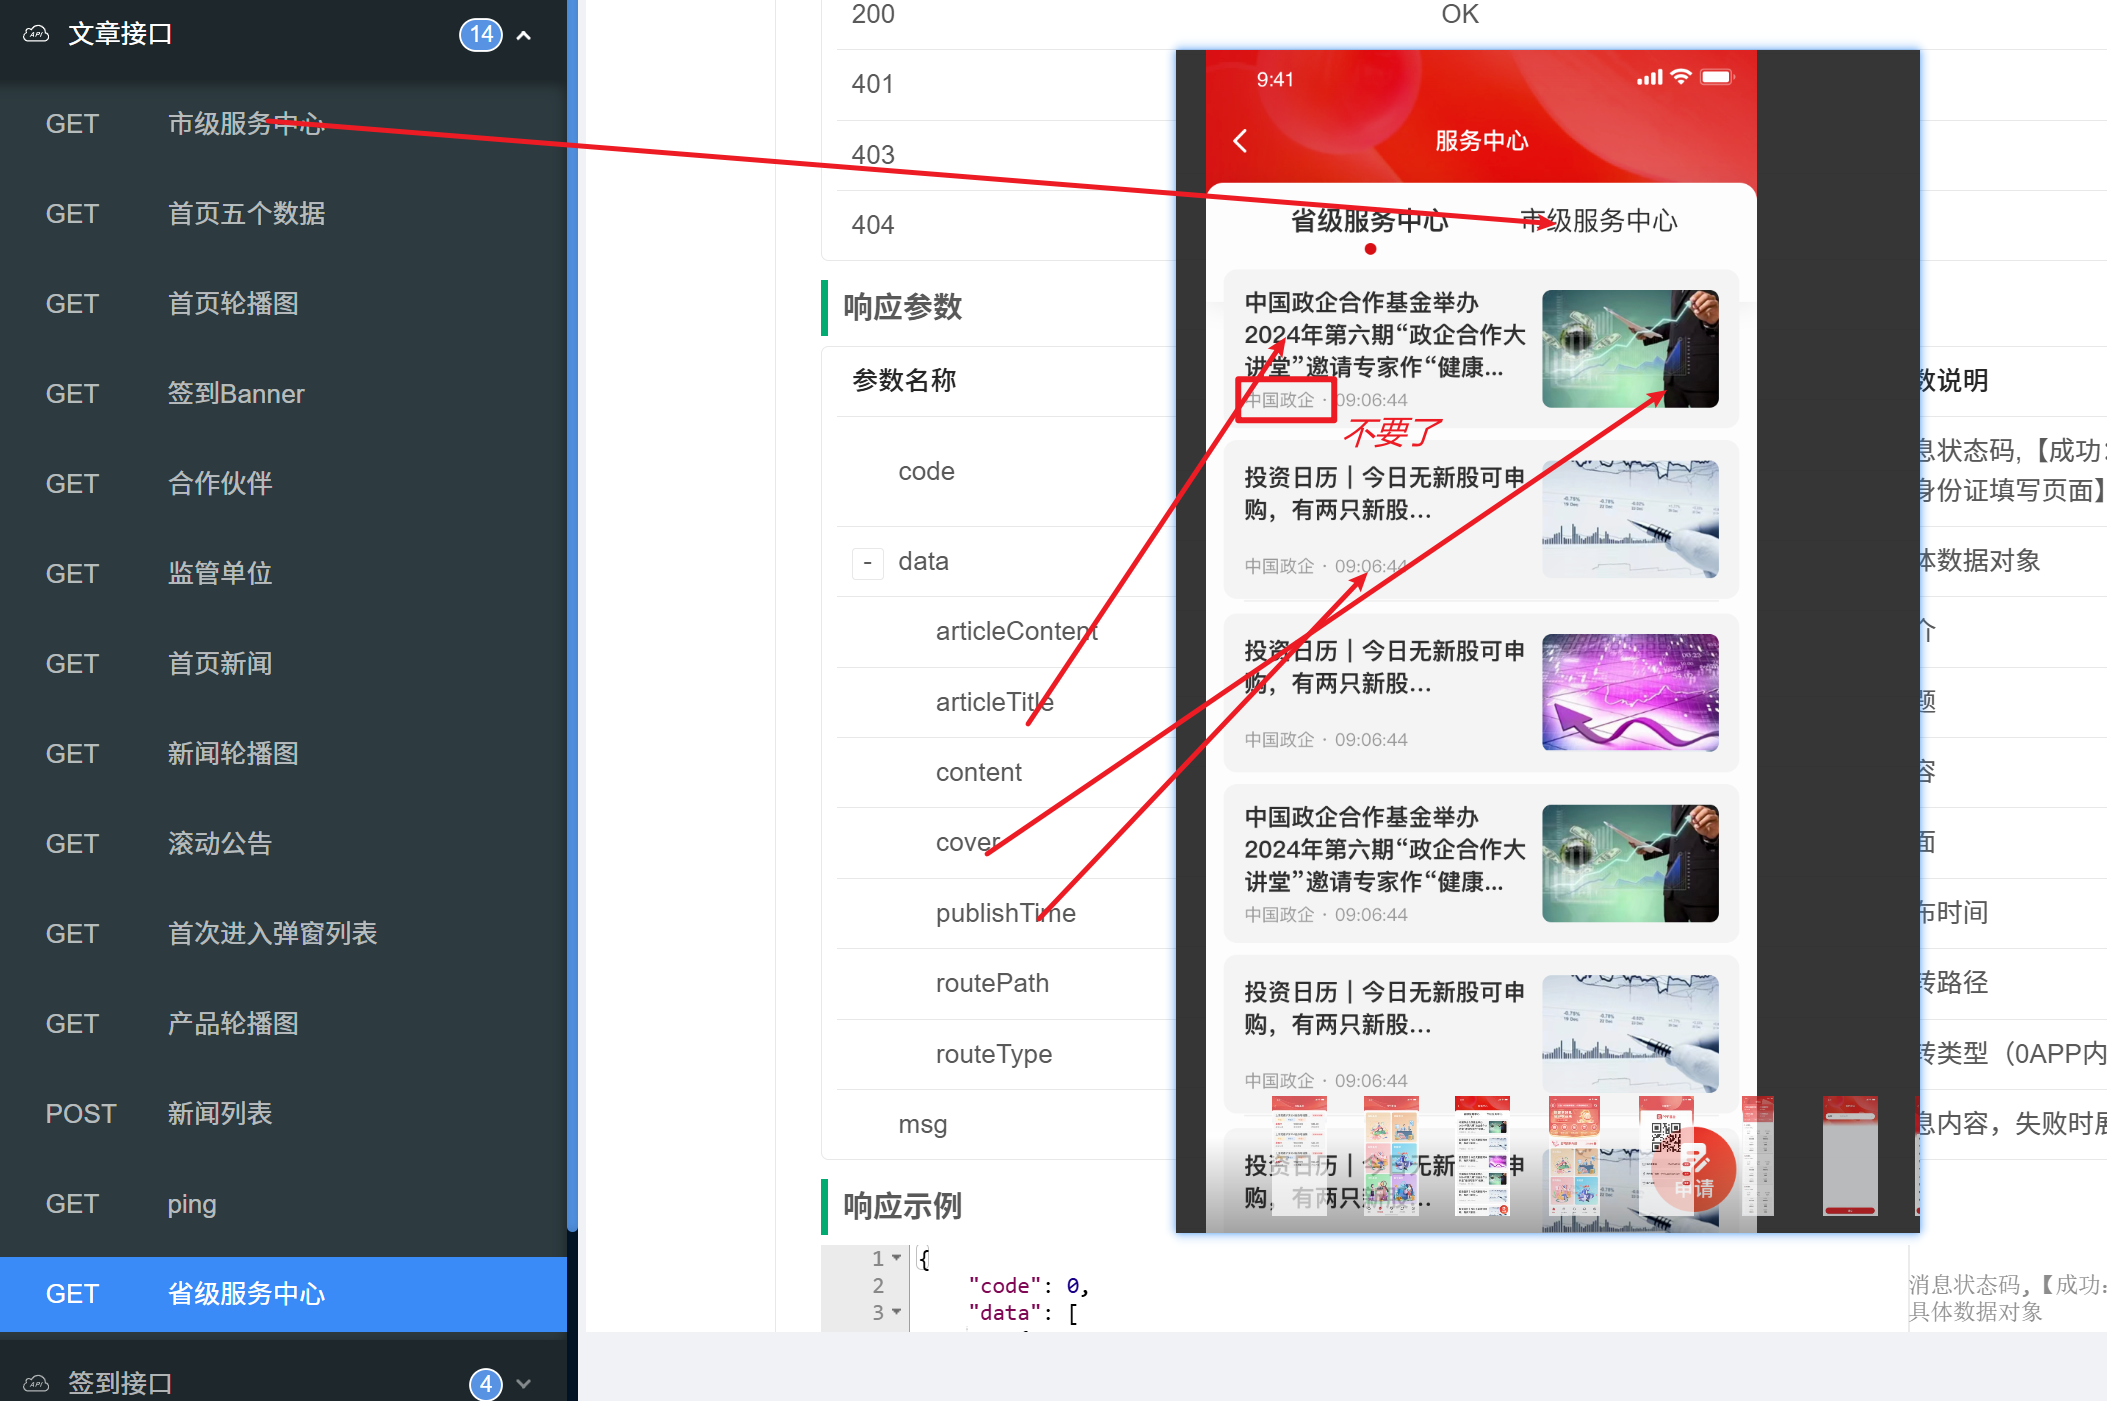 文章接口
14
GET 市级服务中心
GET 首页五个数据
GET 首页轮播图
GET 签到Banner
GET 合作伙伴
GET 监管单位
GET 首页新闻
GET 新闻轮播图
GET 滚动公告
GET 首次进入弹窗列表
GET 产品轮播图
POST 新闻列表
GET ping
GET 省级服务中心
签到接口
4
200 OK
401
403
404
响应参数
参数名称
数说明
code
息状态码,【成功:
身份证填写页面】
- data
体数据对象
articleContent
介
articleTitle
题
content
容
cover
面
publishTime
布时间
routePath
转路径
routeType
转类型（0APP内
msg
息内容，失败时展
响应示例
1 {
2 "code": 0,
3 "data": [
消息状态码,【成功:
具体数据对象
9:41
服务中心
省级服务中心
市级服务中心
中国政企合作基金举办
2024年第六期“政企合作大
讲堂”邀请专家作“健康...
中国政企 · 09:06:44
不要了
投资日历｜今日无新股可申
购，有两只新股...
中国政企 · 09:06:44
投资日历｜今日无新股可申
购，有两只新股...
中国政企 · 09:06:44
中国政企合作基金举办
2024年第六期“政企合作大
讲堂”邀请专家作“健康...
中国政企 · 09:06:44
投资日历｜今日无新股可申
购，有两只新股...
中国政企 · 09:06:44
投资日历｜今日无新 申
购，有两只新股...
申请